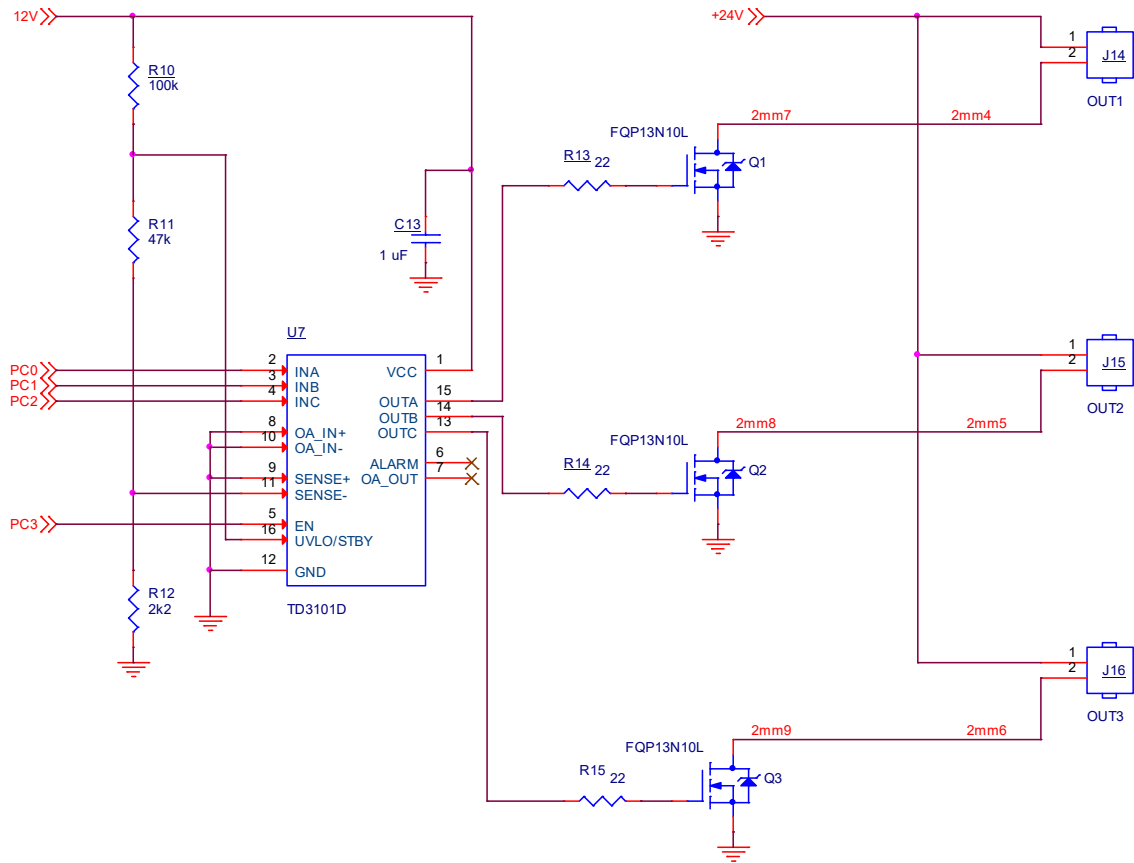 12V
+24V
R10
100k
1
2
J14
OUT1
2mm7
2mm4
FQP13N10L
R13
22
Q1
R11
47k
C13
1 uF
U7
1
2
J15
OUT2
PC0
PC1
PC2
2
3
4
INA
INB
INC
1
VCC
15
14
13
OUTA
OUTB
OUTC
8
10
OA_IN+
OA_IN-
6
7
ALARM
OA_OUT
9
11
SENSE+
SENSE-
PC3
5
16
EN
UVLO/STBY
12
GND
TD3101D
2mm8
2mm5
FQP13N10L
R14
22
Q2
R12
2k2
1
2
J16
OUT3
2mm9
2mm6
FQP13N10L
R15
22
Q3